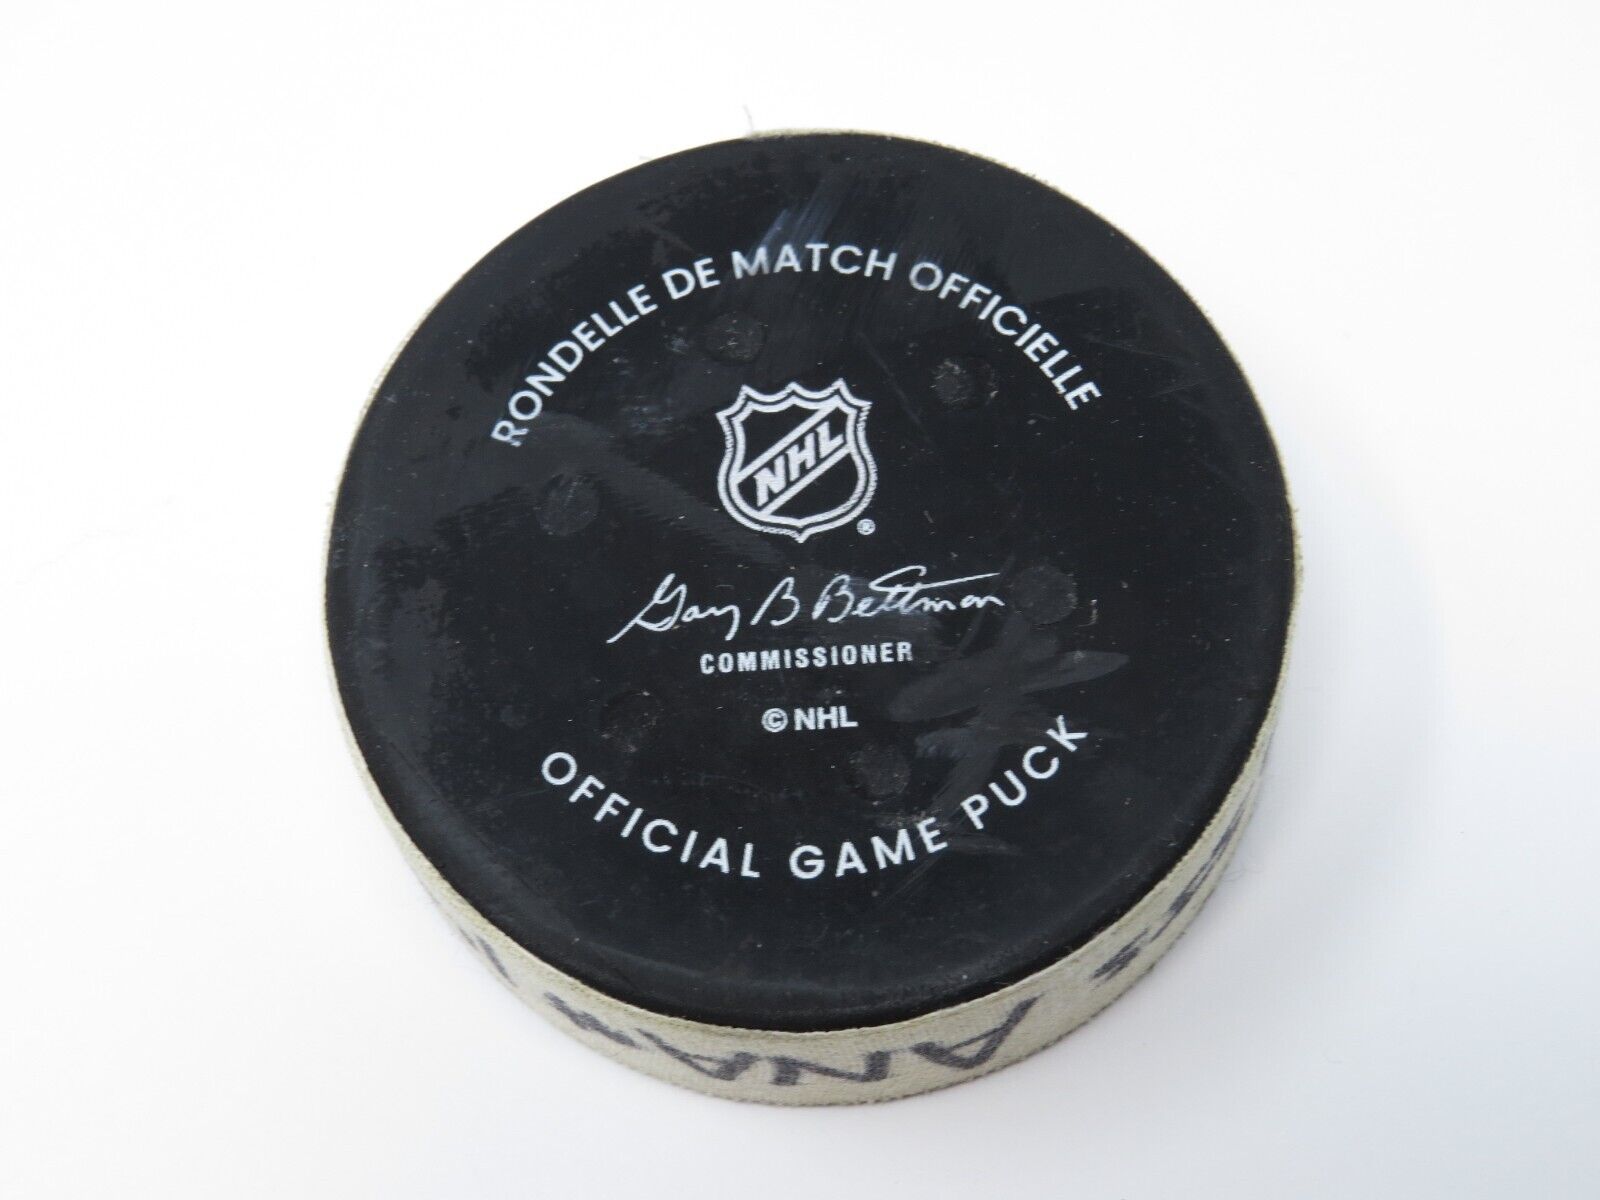 RONDELLE DE MATCH OFFICIELLE
NHL
®
Gary B Bettman
COMMISSIONER
© NHL
OFFICIAL GAME PUCK
ANA